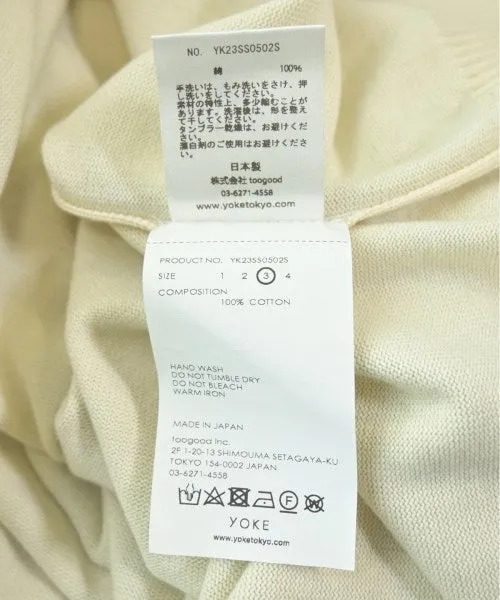 NO. YK23SS0502S
綿 100%
手洗いは、もみ洗いをさけ、押
し洗いをしてください。
素材の特性上、多少縮むことが
あります。洗濯後は、形を整え
て干してください。
タンブラー乾燥は、お避けくださ
い。
漂白剤のご使用はお避けくださ
い。
日本製
株式会社 toogood
03-6271-4558
www.yoketokyo.com
PRODUCT NO. YK23SS0502S
SIZE 1 2 3 4
COMPOSITION
100% COTTON
HAND WASH
DO NOT TUMBLE DRY
DO NOT BLEACH
WARM IRON
MADE IN JAPAN
toogood Inc.
2F 1-20-13 SHIMOUMA SETAGAYA-KU
TOKYO 154-0002 JAPAN
03-6271-4558
YOKE
www.yoketokyo.com